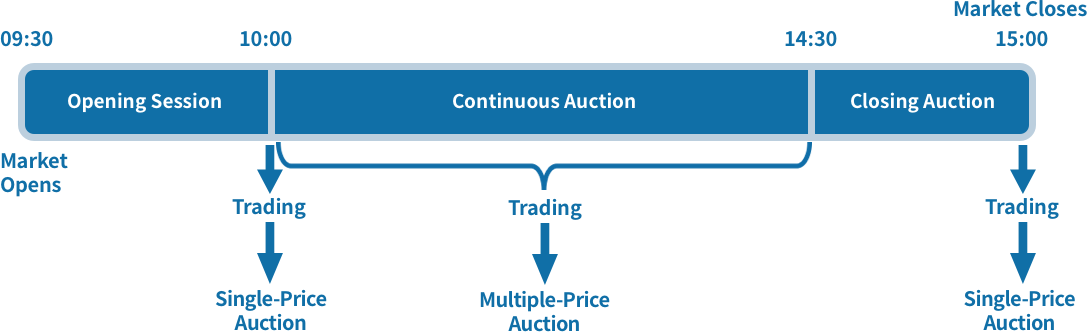 Market Closes
09:30
10:00
14:30
15:00
Opening Session
Continuous Auction
Closing Auction
Market
Opens
Trading
Trading
Trading
Single-Price
Auction
Multiple-Price
Auction
Single-Price
Auction